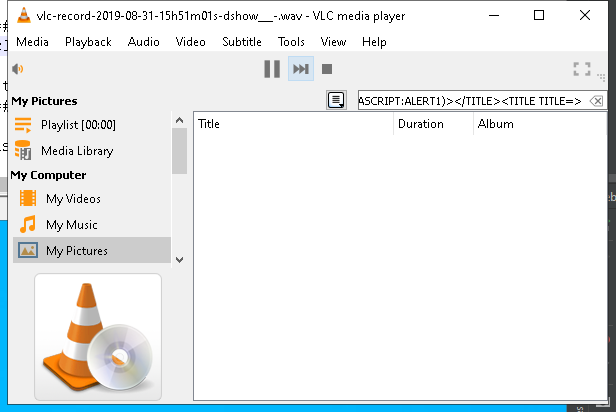 vlc-record-2019-08-31-15h51m01s-dshow__-.wav - VLC media player
Media Playback Audio Video Subtitle Tools View Help
My Pictures
ASCRIPT:ALERT1)></TITLE><TITLE TITLE=>
Playlist [00:00]
Media Library
My Computer
My Videos
My Music
My Pictures
Title Duration Album